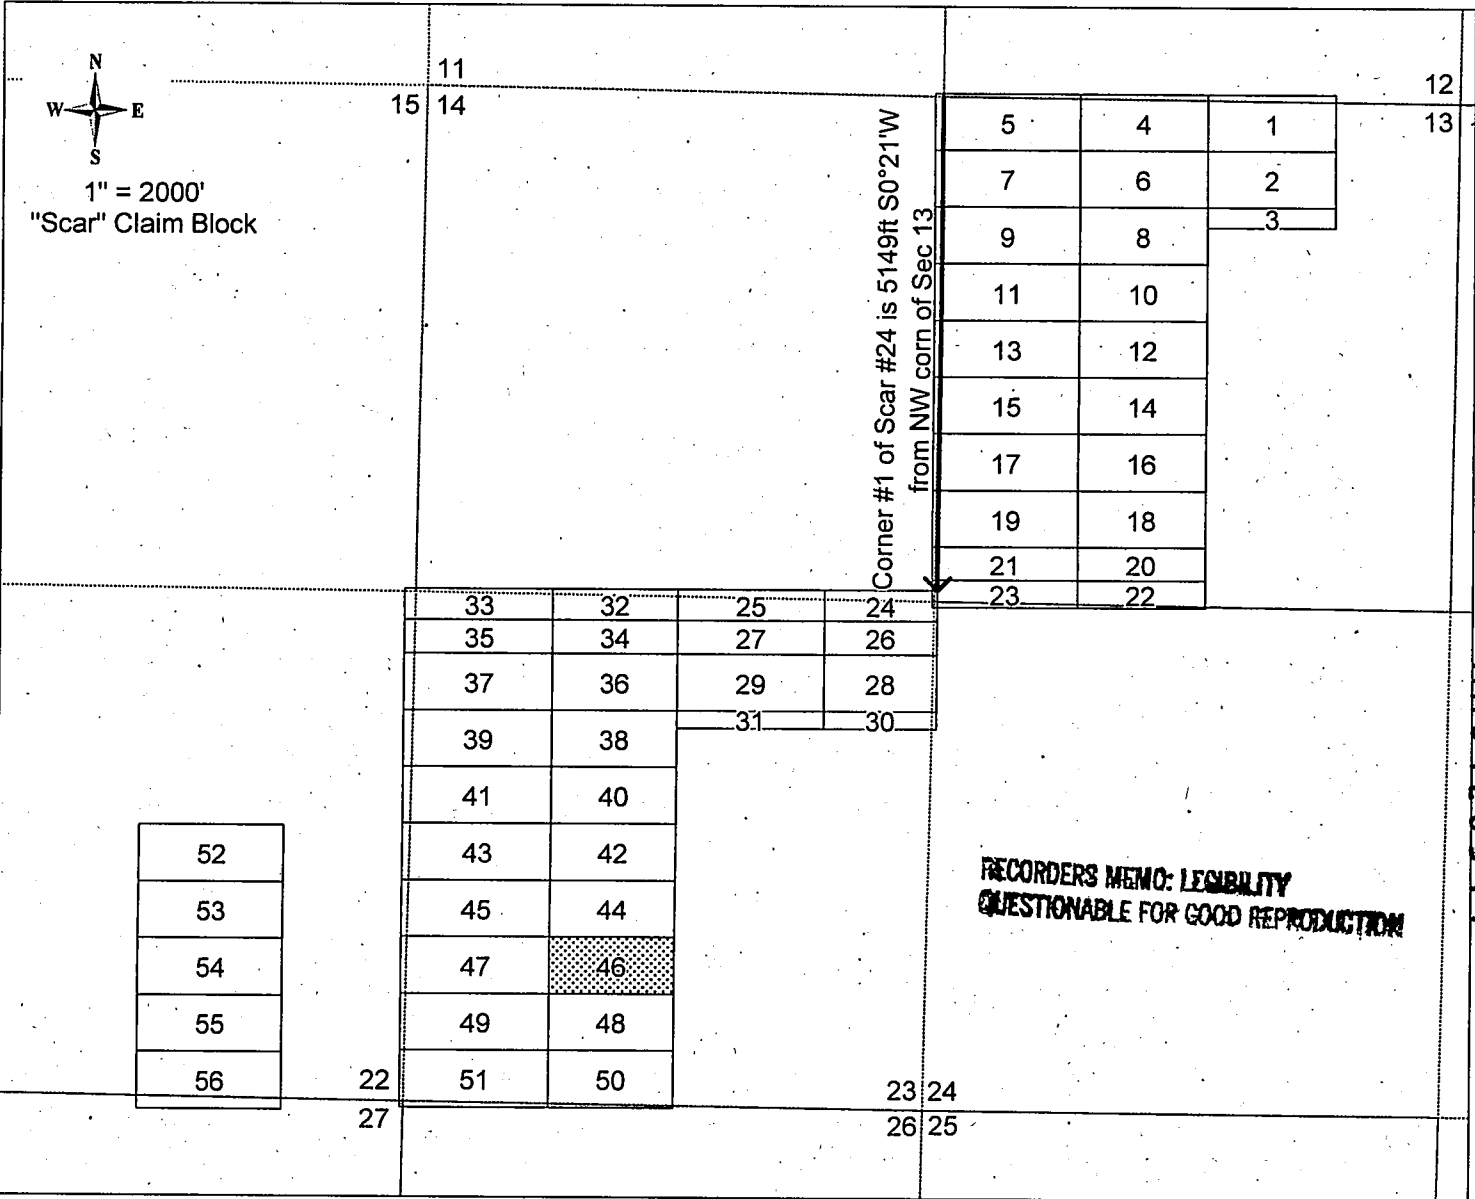 N
11
12
W E
15 14
13
S
1" = 2000'
"Scar" Claim Block
Corner #1 of Scar #24 is 5149ft S0°21'W
from NW corn of Sec 13
5 4 1
7 6 2
3
9 8
11 10
13 12
15 14
17 16
19 18
21 20
23 22
33 32 25 24
35 34 27 26
37 36 29 28
31 30
39 38
41 40
52 43 42
53 45 44
54 47 46
55 49 48
56 51 50
22
27
23 24
26 25
RECORDERS MEMO: LEGIBILITY
QUESTIONABLE FOR GOOD REPRODUCTION